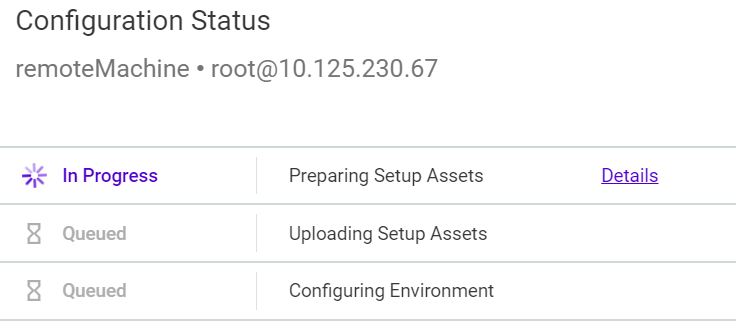 Configuration Status
remoteMachine • root@10.125.230.67
In Progress Preparing Setup Assets Details
Queued Uploading Setup Assets
Queued Configuring Environment